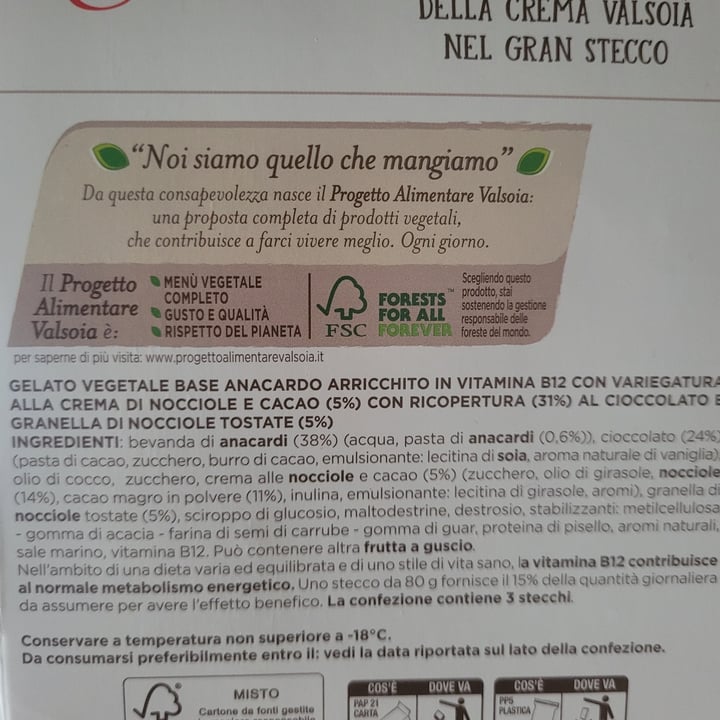 DELLA CREMA VALSOIA
NEL GRAN STECCO
"Noi siamo quello che mangiamo"
Da questa consapevolezza nasce il Progetto Alimentare Valsoia:
una proposta completa di prodotti vegetali,
che contribuisce a farci vivere meglio. Ogni giorno.
Il Progetto
Alimentare
Valsoia è:
MENÙ VEGETALE
COMPLETO
GUSTO E QUALITÀ
RISPETTO DEL PIANETA
FSC
FORESTS™
FOR ALL
FOREVER
Scegliendo questo
prodotto, stai
sostenendo la gestione
responsabile delle
foreste del mondo.
per saperne di più visita: www.progettoalimentarevalsoia.it
GELATO VEGETALE BASE ANACARDO ARRICCHITO IN VITAMINA B12 CON VARIEGATURA
ALLA CREMA DI NOCCIOLE E CACAO (5%) CON RICOPERTURA (31%) AL CIOCCOLATO E
GRANELLA DI NOCCIOLE TOSTATE (5%)
INGREDIENTI: bevanda di anacardi (38%) (acqua, pasta di anacardi (0,6%)), cioccolato (24%)
(pasta di cacao, zucchero, burro di cacao, emulsionante: lecitina di soia, aroma naturale di vaniglia),
olio di cocco, zucchero, crema alle nocciole e cacao (5%) (zucchero, olio di girasole, nocciole
(14%), cacao magro in polvere (11%), inulina, emulsionante: lecitina di girasole, aromi), granella di
nocciole tostate (5%), sciroppo di glucosio, maltodestrine, destrosio, stabilizzanti: metilcellulosa
- gomma di acacia - farina di semi di carrube - gomma di guar, proteina di pisello, aromi naturali,
sale marino, vitamina B12. Può contenere altra frutta a guscio.
Nell'ambito di una dieta varia ed equilibrata e di uno stile di vita sano, la vitamina B12 contribuisce
al normale metabolismo energetico. Uno stecco da 80 g fornisce il 15% della quantità giornaliera
da assumere per avere l'effetto benefico. La confezione contiene 3 stecchi.
Conservare a temperatura non superiore a -18°C.
Da consumarsi preferibilmente entro il: vedi la data riportata sul lato della confezione.
MISTO
Cartone da fonti gestite
COS'È DOVE VA
PAP 21
CARTA
COS'È DOVE VA
PP5
PLASTICA